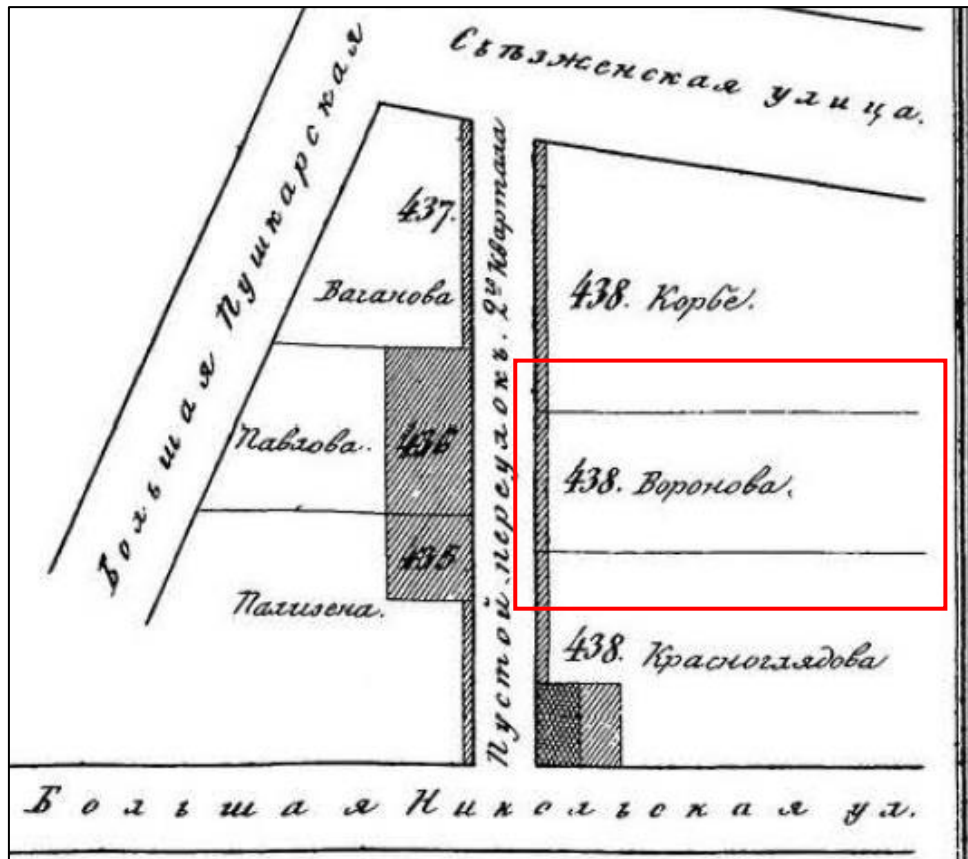 Съѣзженская улица.
Большая Пушкарская
437.
Ваганова
Пустой переулокъ. 2го Квартала
438. Корбе.
Павлова.
436
438. Воронова.
435
Пализена.
438. Красноглядова
Большая Никольская ул.